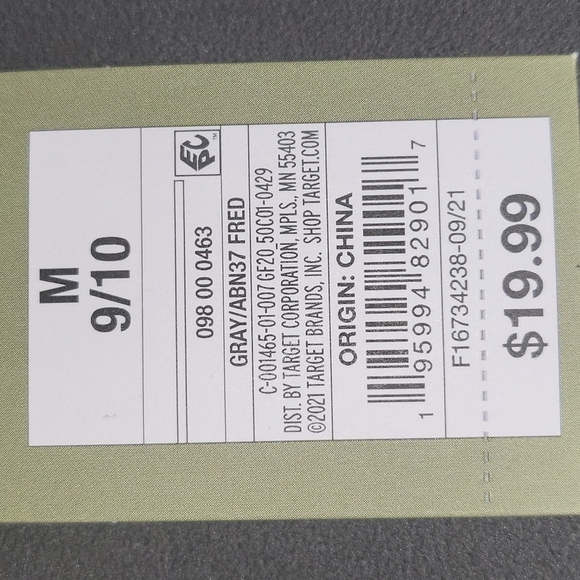 M
9/10
EPC™
098 00 0463
GRAY/ABN37 FRED
C-001465-01-007 GF20_50C01-0429
DIST. BY TARGET CORPORATION, MPLS., MN 55403
©2021 TARGET BRANDS, INC. SHOP TARGET.COM
ORIGIN: CHINA
1 95994 82901 7
F16734238-09/21
$19.99